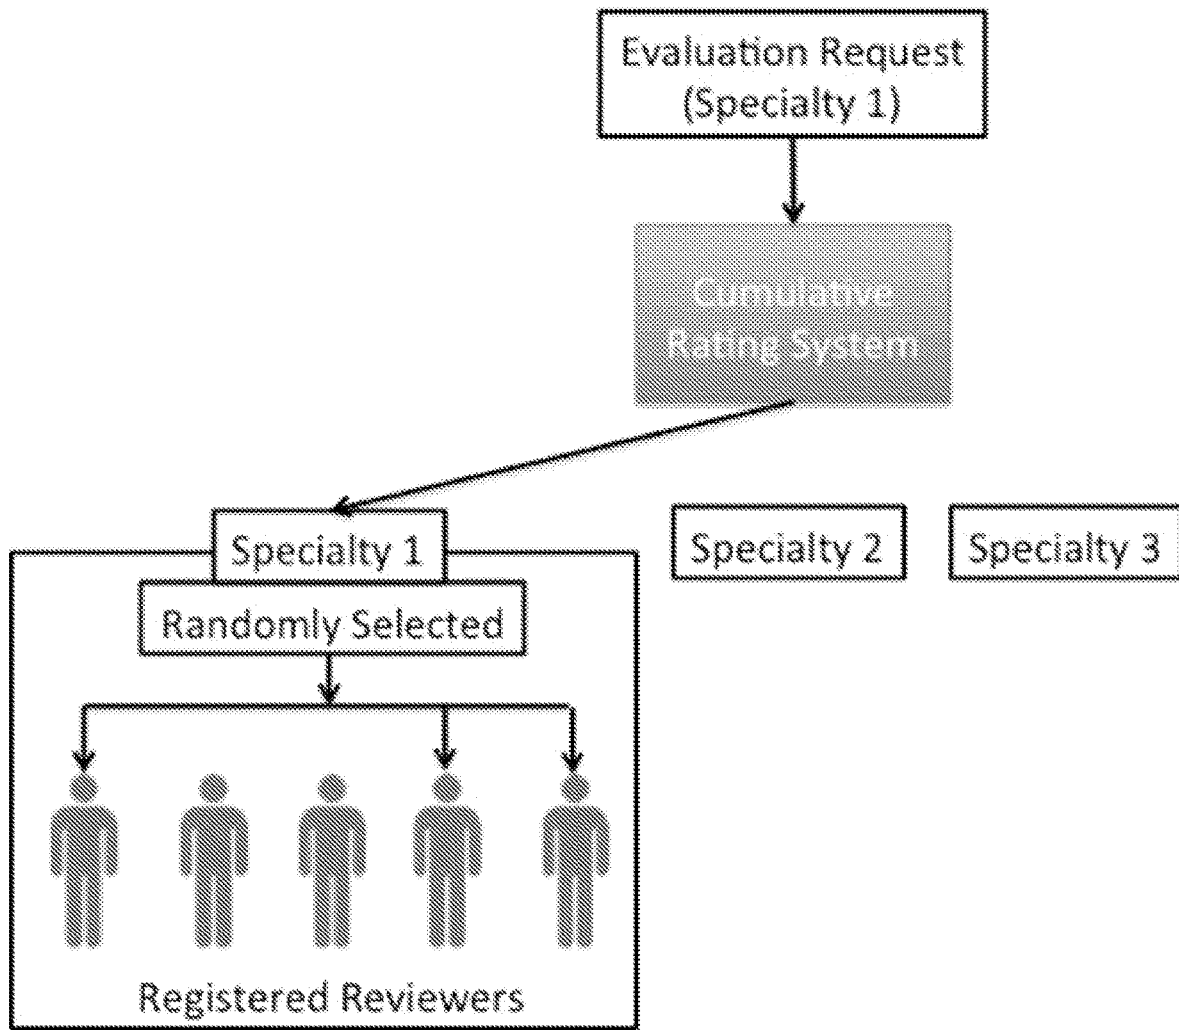 Evaluation Request
(Specialty 1)
Cumulative
Rating System
Specialty 1
Specialty 2
Specialty 3
Randomly Selected
Registered Reviewers